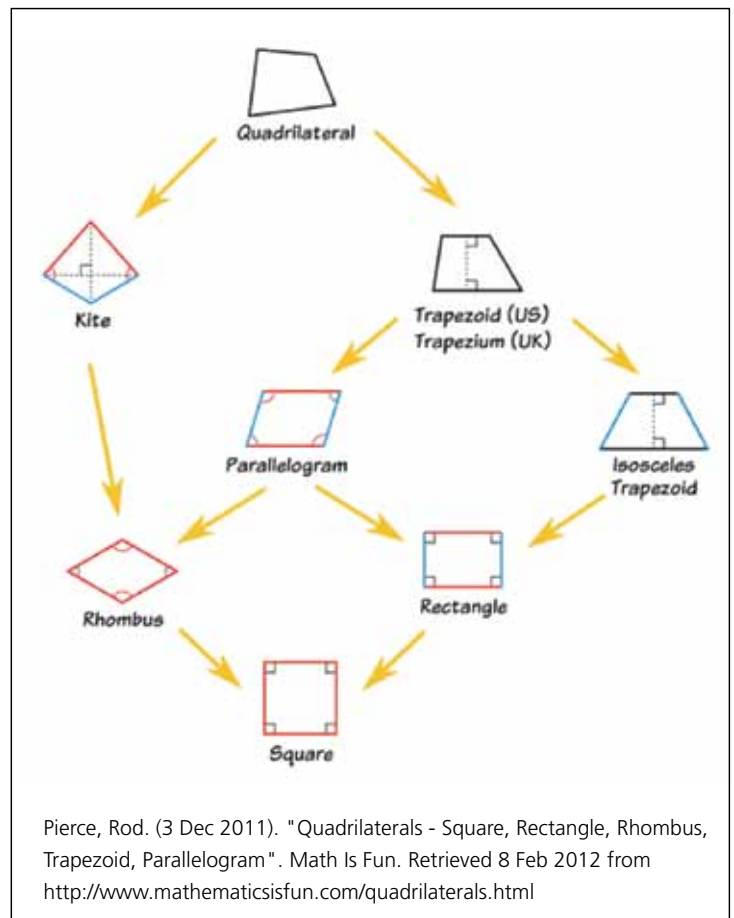 Quadrilateral
Kite
Trapezoid (US)
Trapezium (UK)
Parallelogram
Isosceles
Trapezoid
Rhombus
Rectangle
Square
Pierce, Rod. (3 Dec 2011). "Quadrilaterals - Square, Rectangle, Rhombus,
Trapezoid, Parallelogram". Math Is Fun. Retrieved 8 Feb 2012 from
http://www.mathematicsisfun.com/quadrilaterals.html